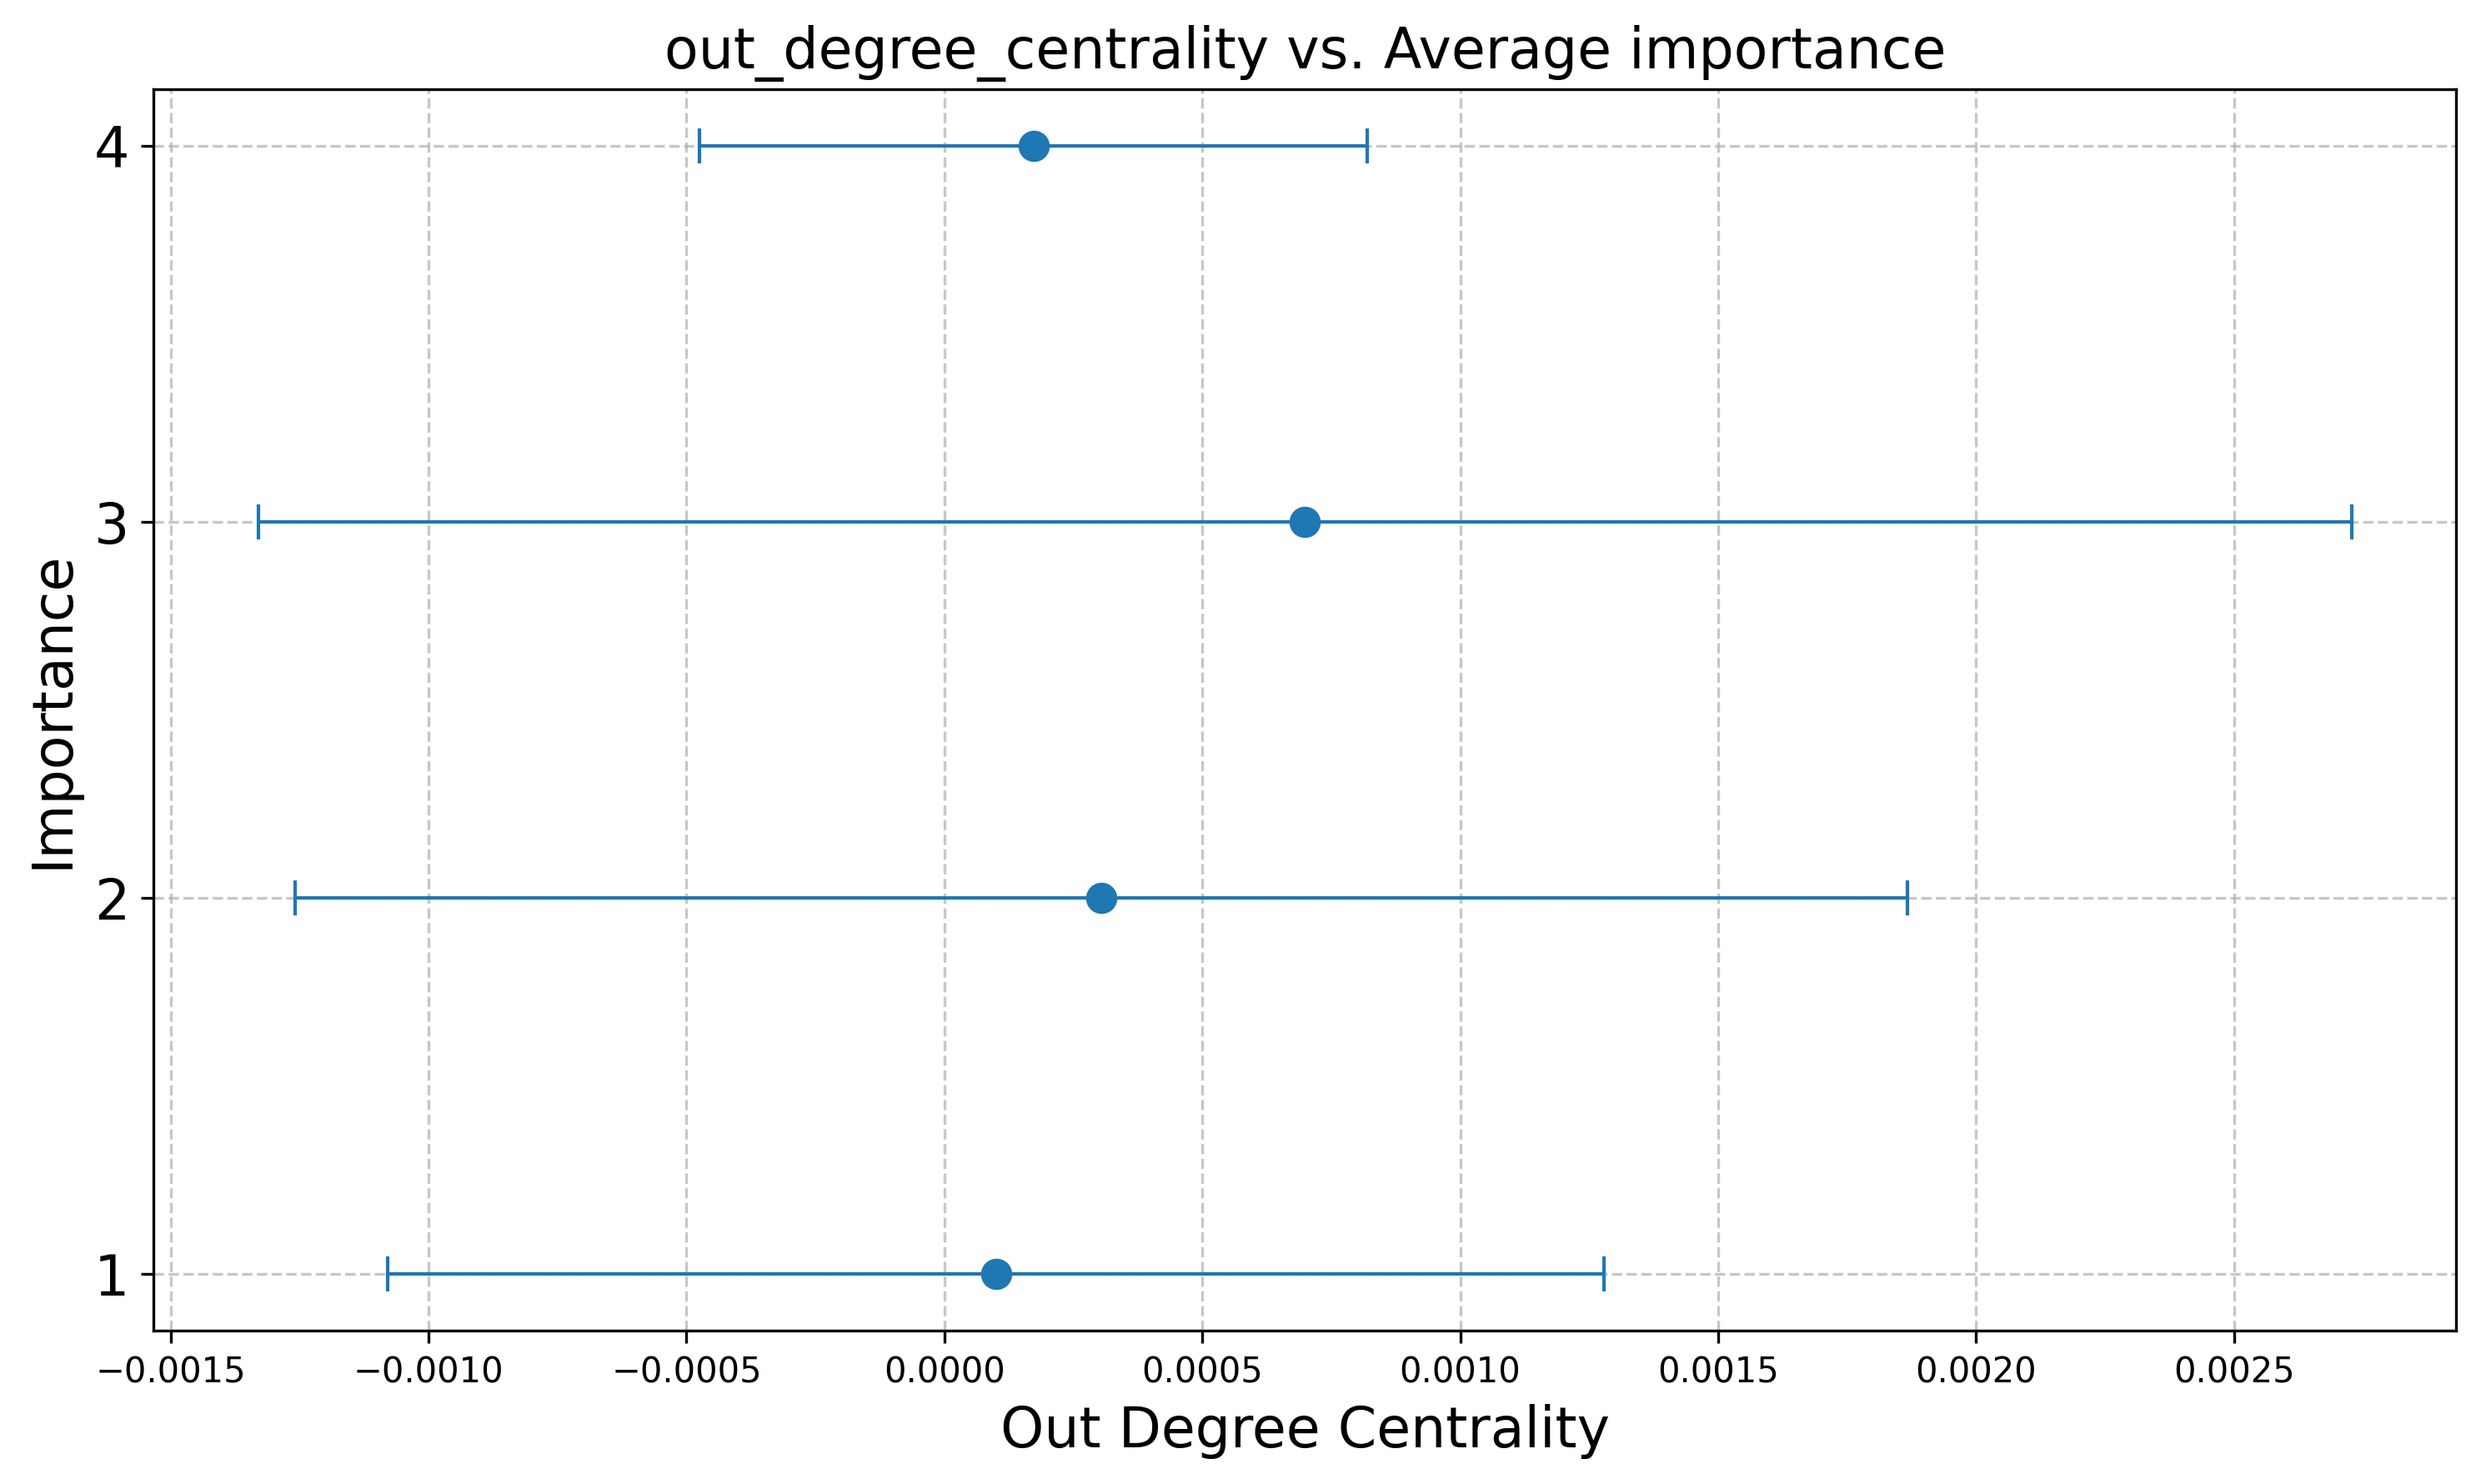 out_degree_centrality vs. Average importance
4
3
2
1
Importance
−0.0015 −0.0010 −0.0005 0.0000 0.0005 0.0010 0.0015 0.0020 0.0025
Out Degree Centrality